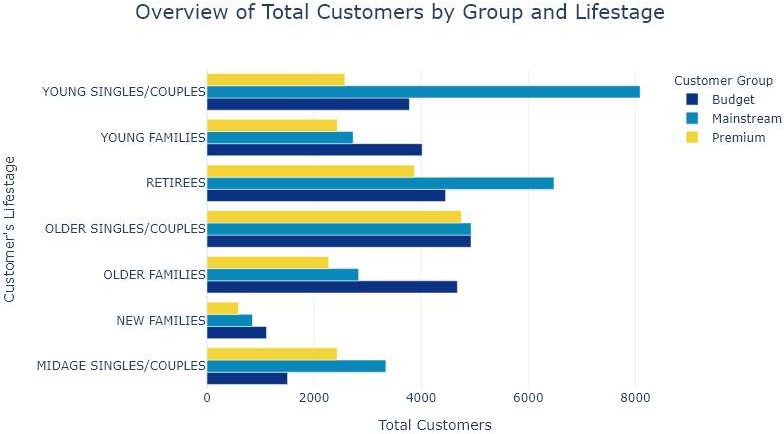 Overview of Total Customers by Group and Lifestage
Customer Group
Budget
Mainstream
Premium
Customer's Lifestage
YOUNG SINGLES/COUPLES
YOUNG FAMILIES
RETIREES
OLDER SINGLES/COUPLES
OLDER FAMILIES
NEW FAMILIES
MIDAGE SINGLES/COUPLES
0 2000 4000 6000 8000
Total Customers